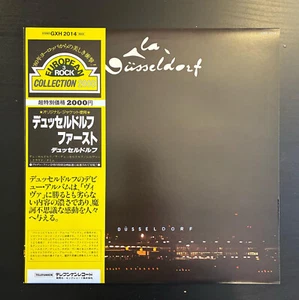 GXH 2014
la
Düsseldorf
EUROPEAN
ROCK
COLLECTION
超特別価格 2000円
デュッセルドルフ
ファースト
デュッセルドルフ
デュッセルドルフのデビ
ュー・アルバムは、「ヴィ
ヴァ」に勝るとも劣らな
い内容の濃さであり、魔
訶不思議な感動を人々
へ与える。
DÜSSELDORF
テレフンケンレコード